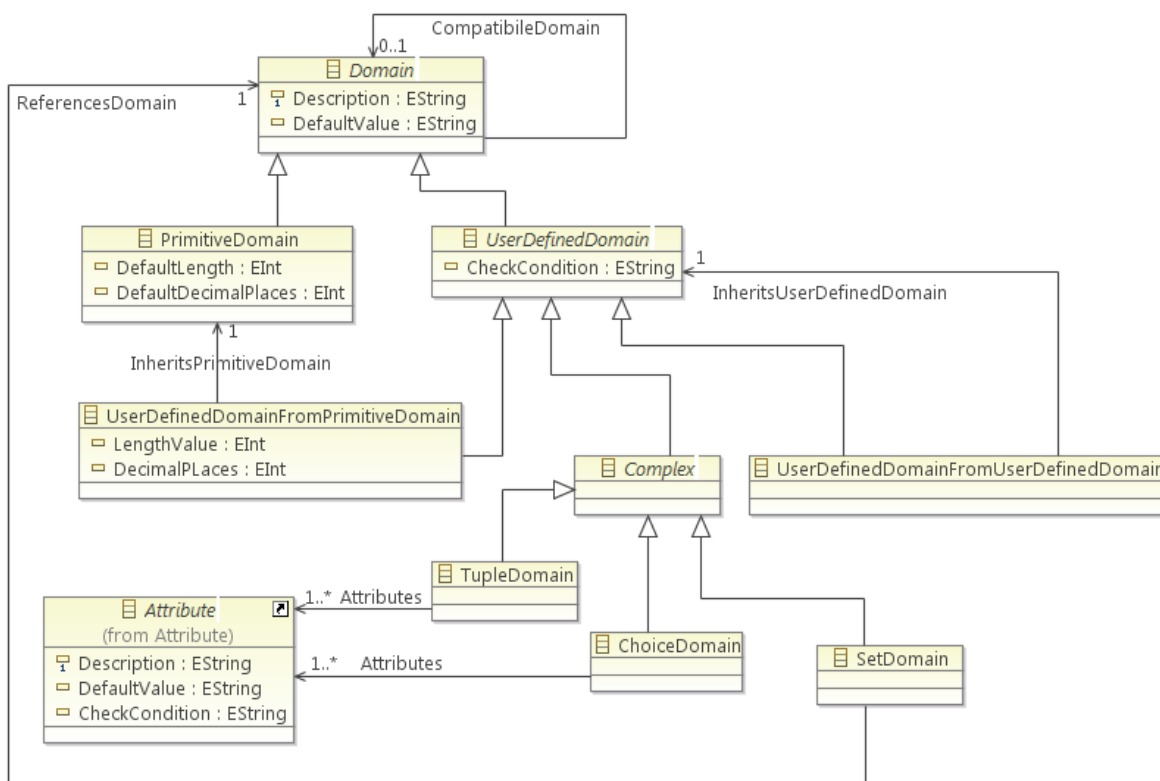 CompatibileDomain
0..1
Domain
ReferencesDomain
1
Description : EString
DefaultValue : EString
PrimitiveDomain
DefaultLength : EInt
DefaultDecimalPlaces : EInt
UserDefinedDomain
CheckCondition : EString
1
InheritsUserDefinedDomain
1
InheritsPrimitiveDomain
UserDefinedDomainFromPrimitiveDomain
LengthValue : EInt
DecimalPLaces : EInt
Complex
UserDefinedDomainFromUserDefinedDomain
TupleDomain
1..* Attributes
Attribute
(from Attribute)
Description : EString
DefaultValue : EString
CheckCondition : EString
1..* Attributes
ChoiceDomain
SetDomain